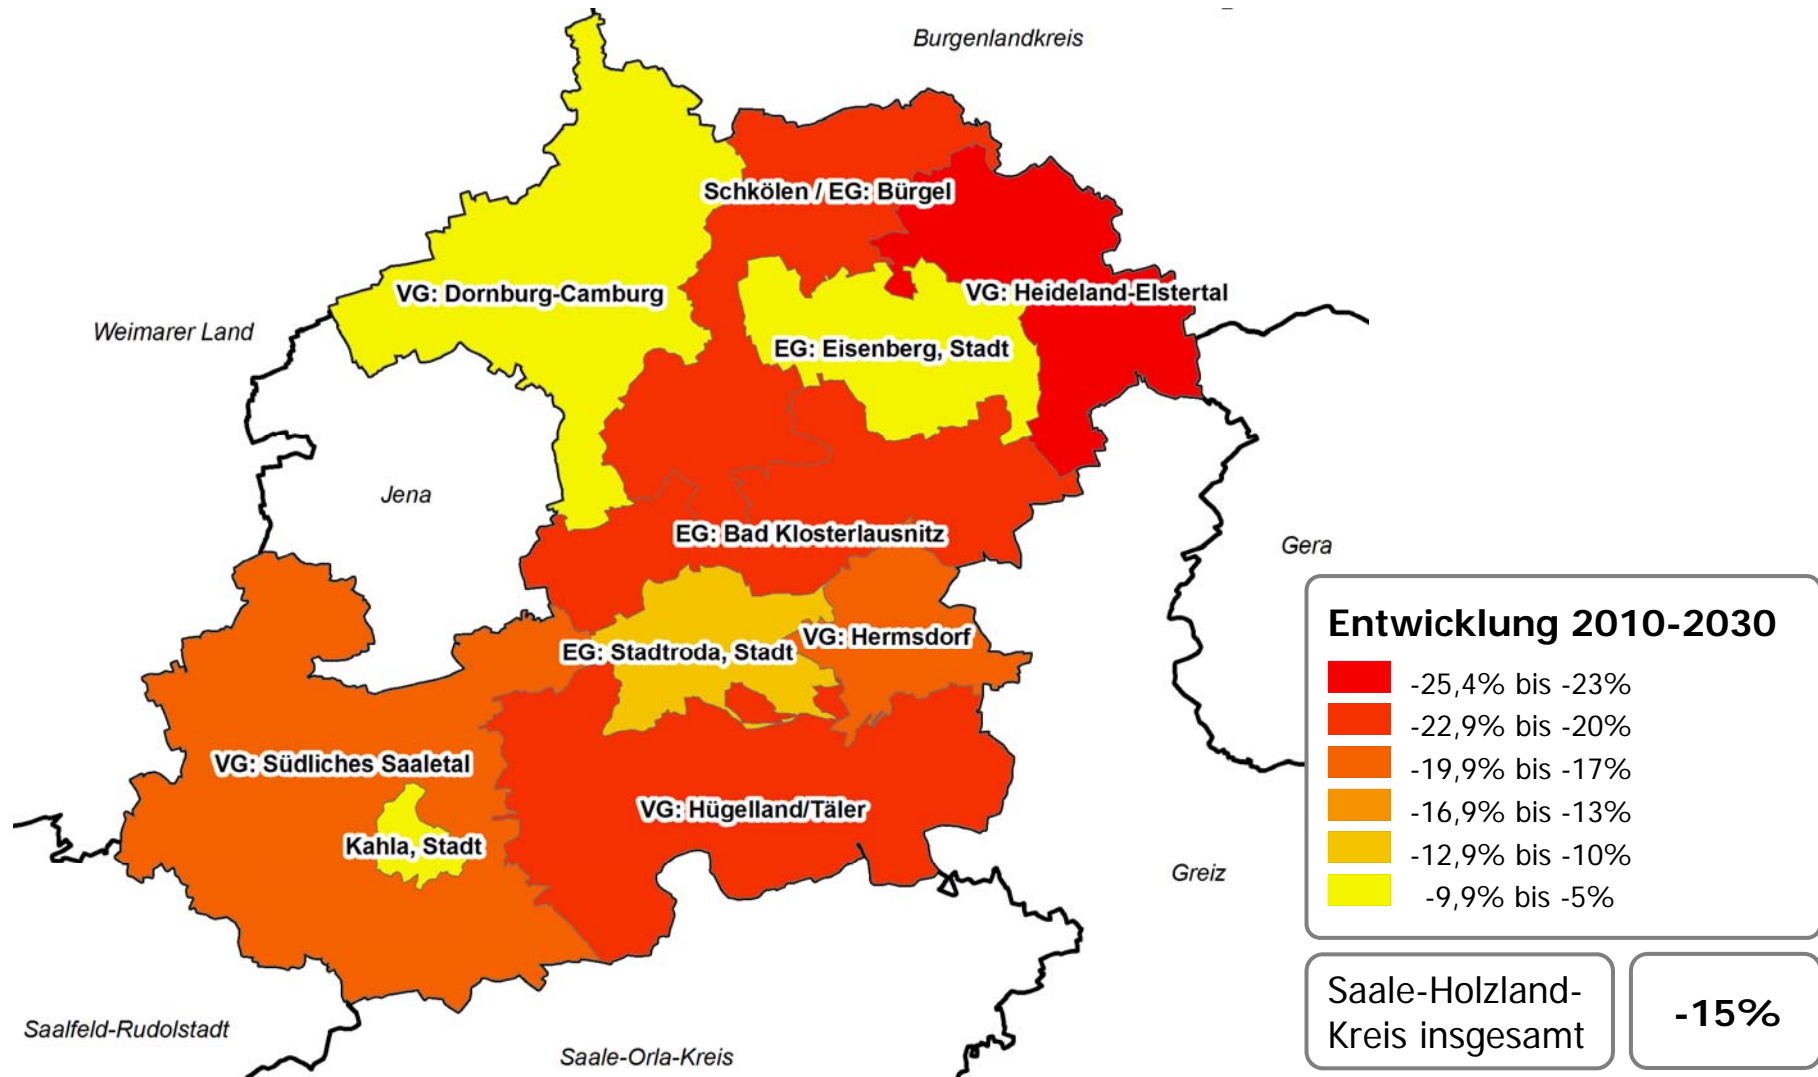 Burgenlandkreis
Schkölen / EG: Bürgel
VG: Dornburg-Camburg
VG: Heideland-Elstertal
Weimarer Land
EG: Eisenberg, Stadt
Jena
EG: Bad Klosterlausnitz
Gera
VG: Hermsdorf
EG: Stadtroda, Stadt
VG: Südliches Saaletal
VG: Hügelland/Täler
Kahla, Stadt
Greiz
Saalfeld-Rudolstadt
Saale-Orla-Kreis
Entwicklung 2010-2030
-25,4% bis -23%
-22,9% bis -20%
-19,9% bis -17%
-16,9% bis -13%
-12,9% bis -10%
-9,9% bis -5%
Saale-Holzland-
Kreis insgesamt
-15%